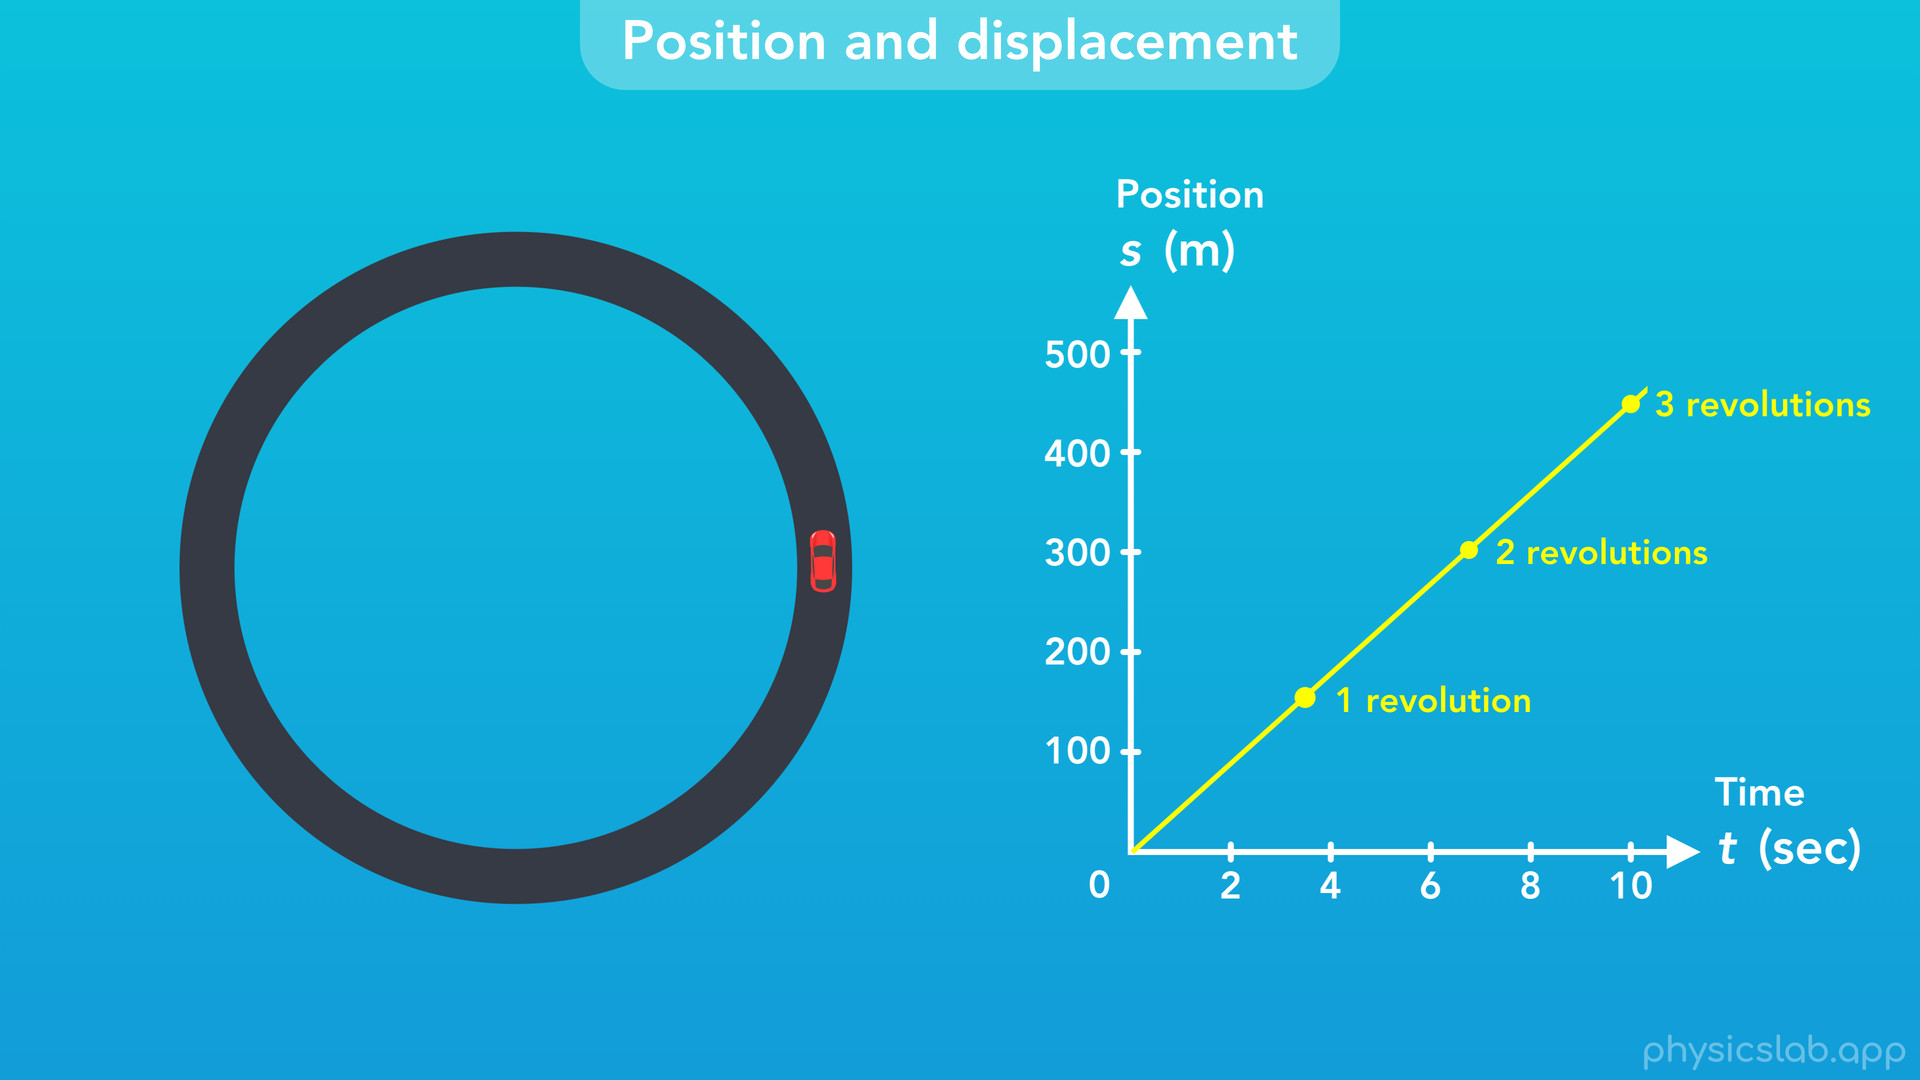 Position and displacement
Position
s (m)
500
400
300
200
100
0
2 4 6 8 10
3 revolutions
2 revolutions
1 revolution
Time
t (sec)
physicslab.app